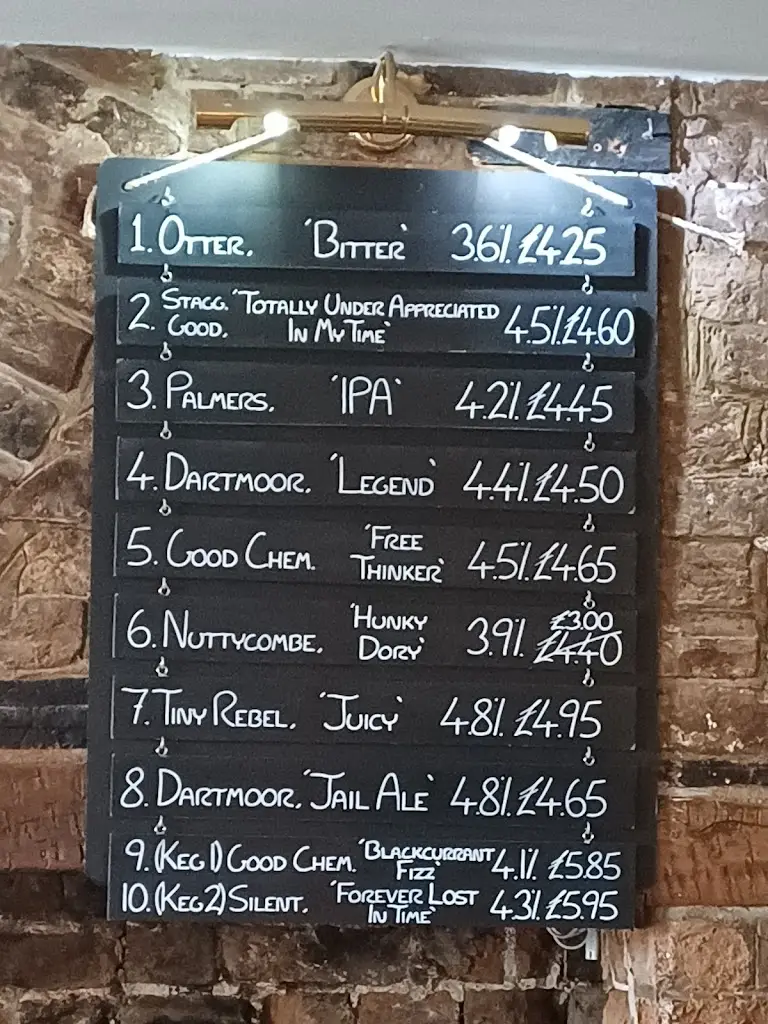 1. OTTER. 'BITTER' 3.6%. £4.25
2. STAGG. 'TOTALLY UNDER APPRECIATED
GOOD. IN MY TIME' 4.5%. £4.60
3. PALMERS. 'IPA' 4.2%. £4.45
4. DARTMOOR. 'LEGEND' 4.4%. £4.50
5. GOOD CHEM. 'FREE
THINKER' 4.5%. £4.65
6. NUTTYCOMBE. 'HUNKY
DORY' 3.9%. £3.00
£4.40
7. TINY REBEL. 'JUICY' 4.8%. £4.95
8. DARTMOOR. 'JAIL ALE' 4.8%. £4.65
9. (KEG 1) GOOD CHEM. 'BLACKCURRANT
FIZZ' 4.1%. £5.85
10. (KEG 2) SILENT. 'FOREVER LOST
IN TIME' 4.3%. £5.95